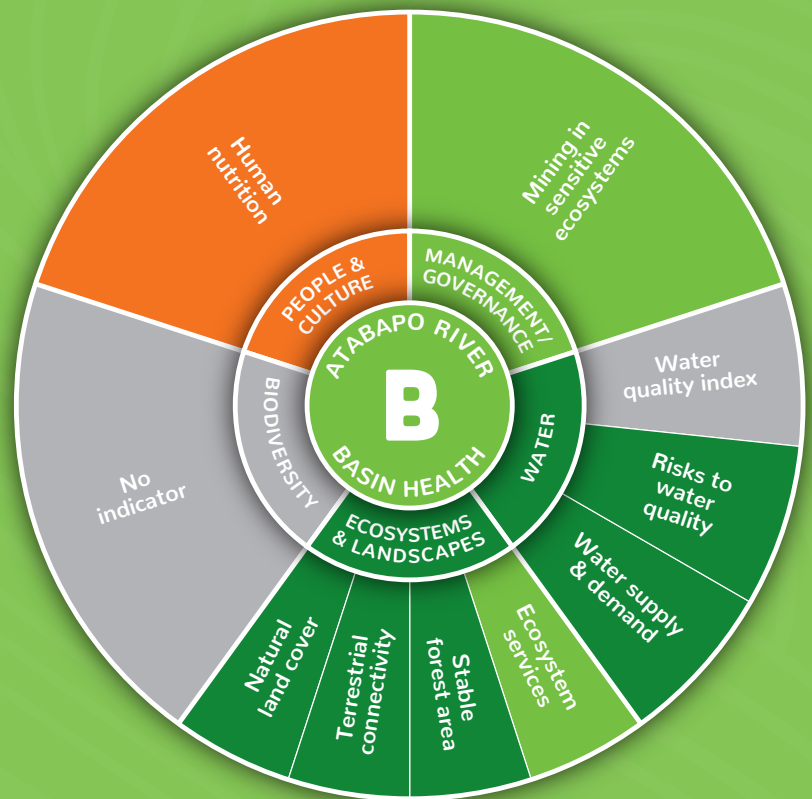 ATABAPO RIVER
B
BASIN HEALTH
MANAGEMENT/
GOVERNANCE
Mining in
sensitive
ecosystems
WATER
Water
quality index
Risks to
water
quality
Water supply
& demand
ECOSYSTEMS
& LANDSCAPES
Ecosystem
services
Stable
forest area
Terrestrial
connectivity
Natural
land cover
BIODIVERSITY
No
indicator
PEOPLE &
CULTURE
Human
nutrition